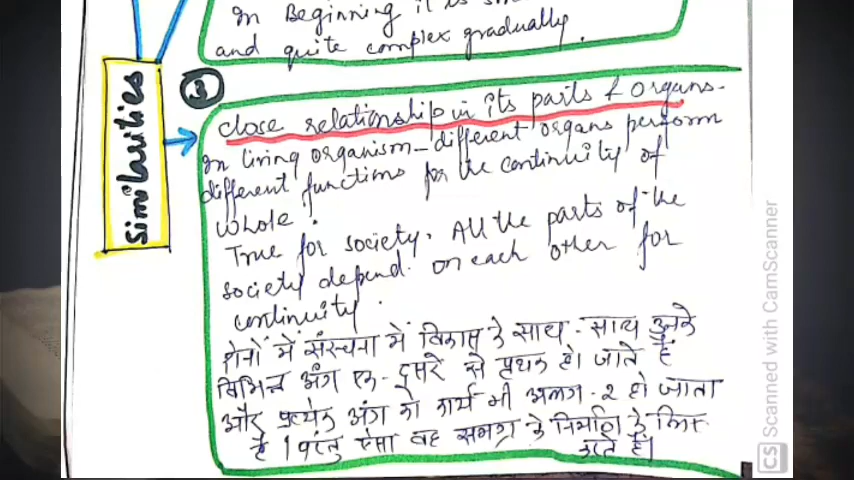 In Beginning it is
and quite complex gradually.
Similarities
3
Close relationship in its parts & organs-
In living organism - different organs perform
different functions for the continuity of
whole.
True for society. All the parts of the
society depend on each other for
continuity.
दोनों में संरचना में विकास के साथ-साथ उनके
विभिन्न अंग एक-दूसरे से पृथक हो जाते हैं
और प्रत्येक अंग का कार्य भी अलग-2 हो जाता
है। परंतु ऐसा वह समग्र के निर्वाह के लिए
करते हैं।
CS Scanned with CamScanner